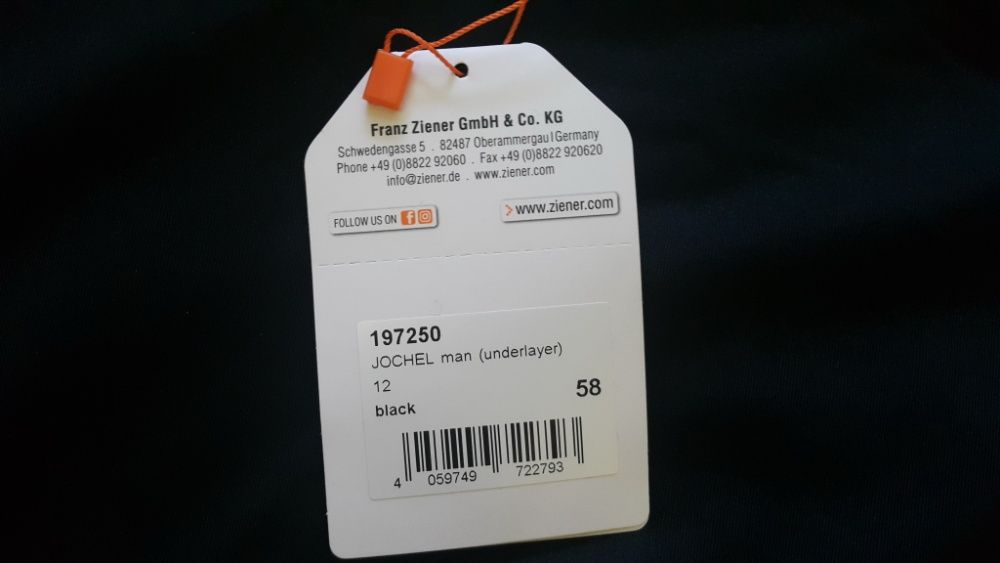 Franz Ziener GmbH & Co. KG
Schwedengasse 5 . 82487 Oberammergau | Germany
Phone +49 (0)8822 92060 . Fax +49 (0)8822 920620
info@ziener.de . www.ziener.com
FOLLOW US ON
www.ziener.com
197250
JOCHEL man (underlayer)
12
58
black
4 059749 722793